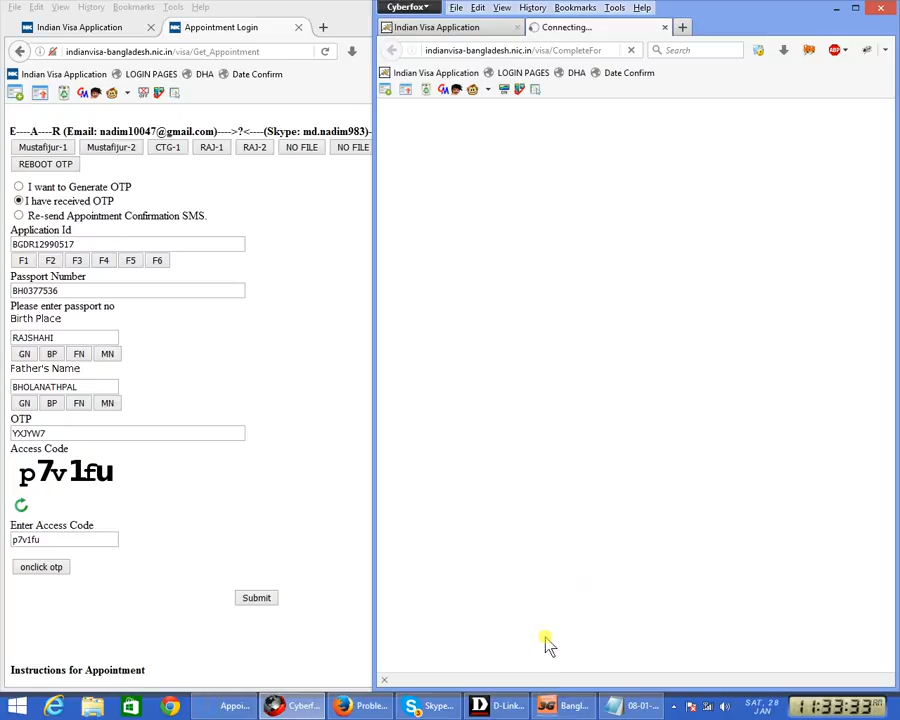 File Edit View History Bookmarks Tools Help
Indian Visa Application Appointment Login
indianvisa-bangladesh.nic.in/visa/Get_Appointment
Indian Visa Application LOGIN PAGES DHA Date Confirm
E----A----R (Email: nadim10047@gmail.com)---->?<----(Skype: md.nadim983)-
Mustafijur-1 Mustafijur-2 CTG-1 RAJ-1 RAJ-2 NO FILE NO FILE
REBOOT OTP
I want to Generate OTP
I have received OTP
Re-send Appointment Confirmation SMS.
Application Id
BGDR12990517
F1 F2 F3 F4 F5 F6
Passport Number
BH0377536
Please enter passport no
Birth Place
RAJSHAHI
GN BP FN MN
Father's Name
BHOLANATHPAL
GN BP FN MN
OTP
YXJYW7
Access Code
p7v1fu
Enter Access Code
p7v1fu
onclick otp
Submit
Instructions for Appointment
Cyberfox File Edit View History Bookmarks Tools Help
Indian Visa Application Connecting...
indianvisa-bangladesh.nic.in/visa/CompleteFor Search
Indian Visa Application LOGIN PAGES DHA Date Confirm
Appoi... Cyberf... Proble... Skype... D-Link... Bangl... 08-01-... SAT, 28 JAN 11:33:33